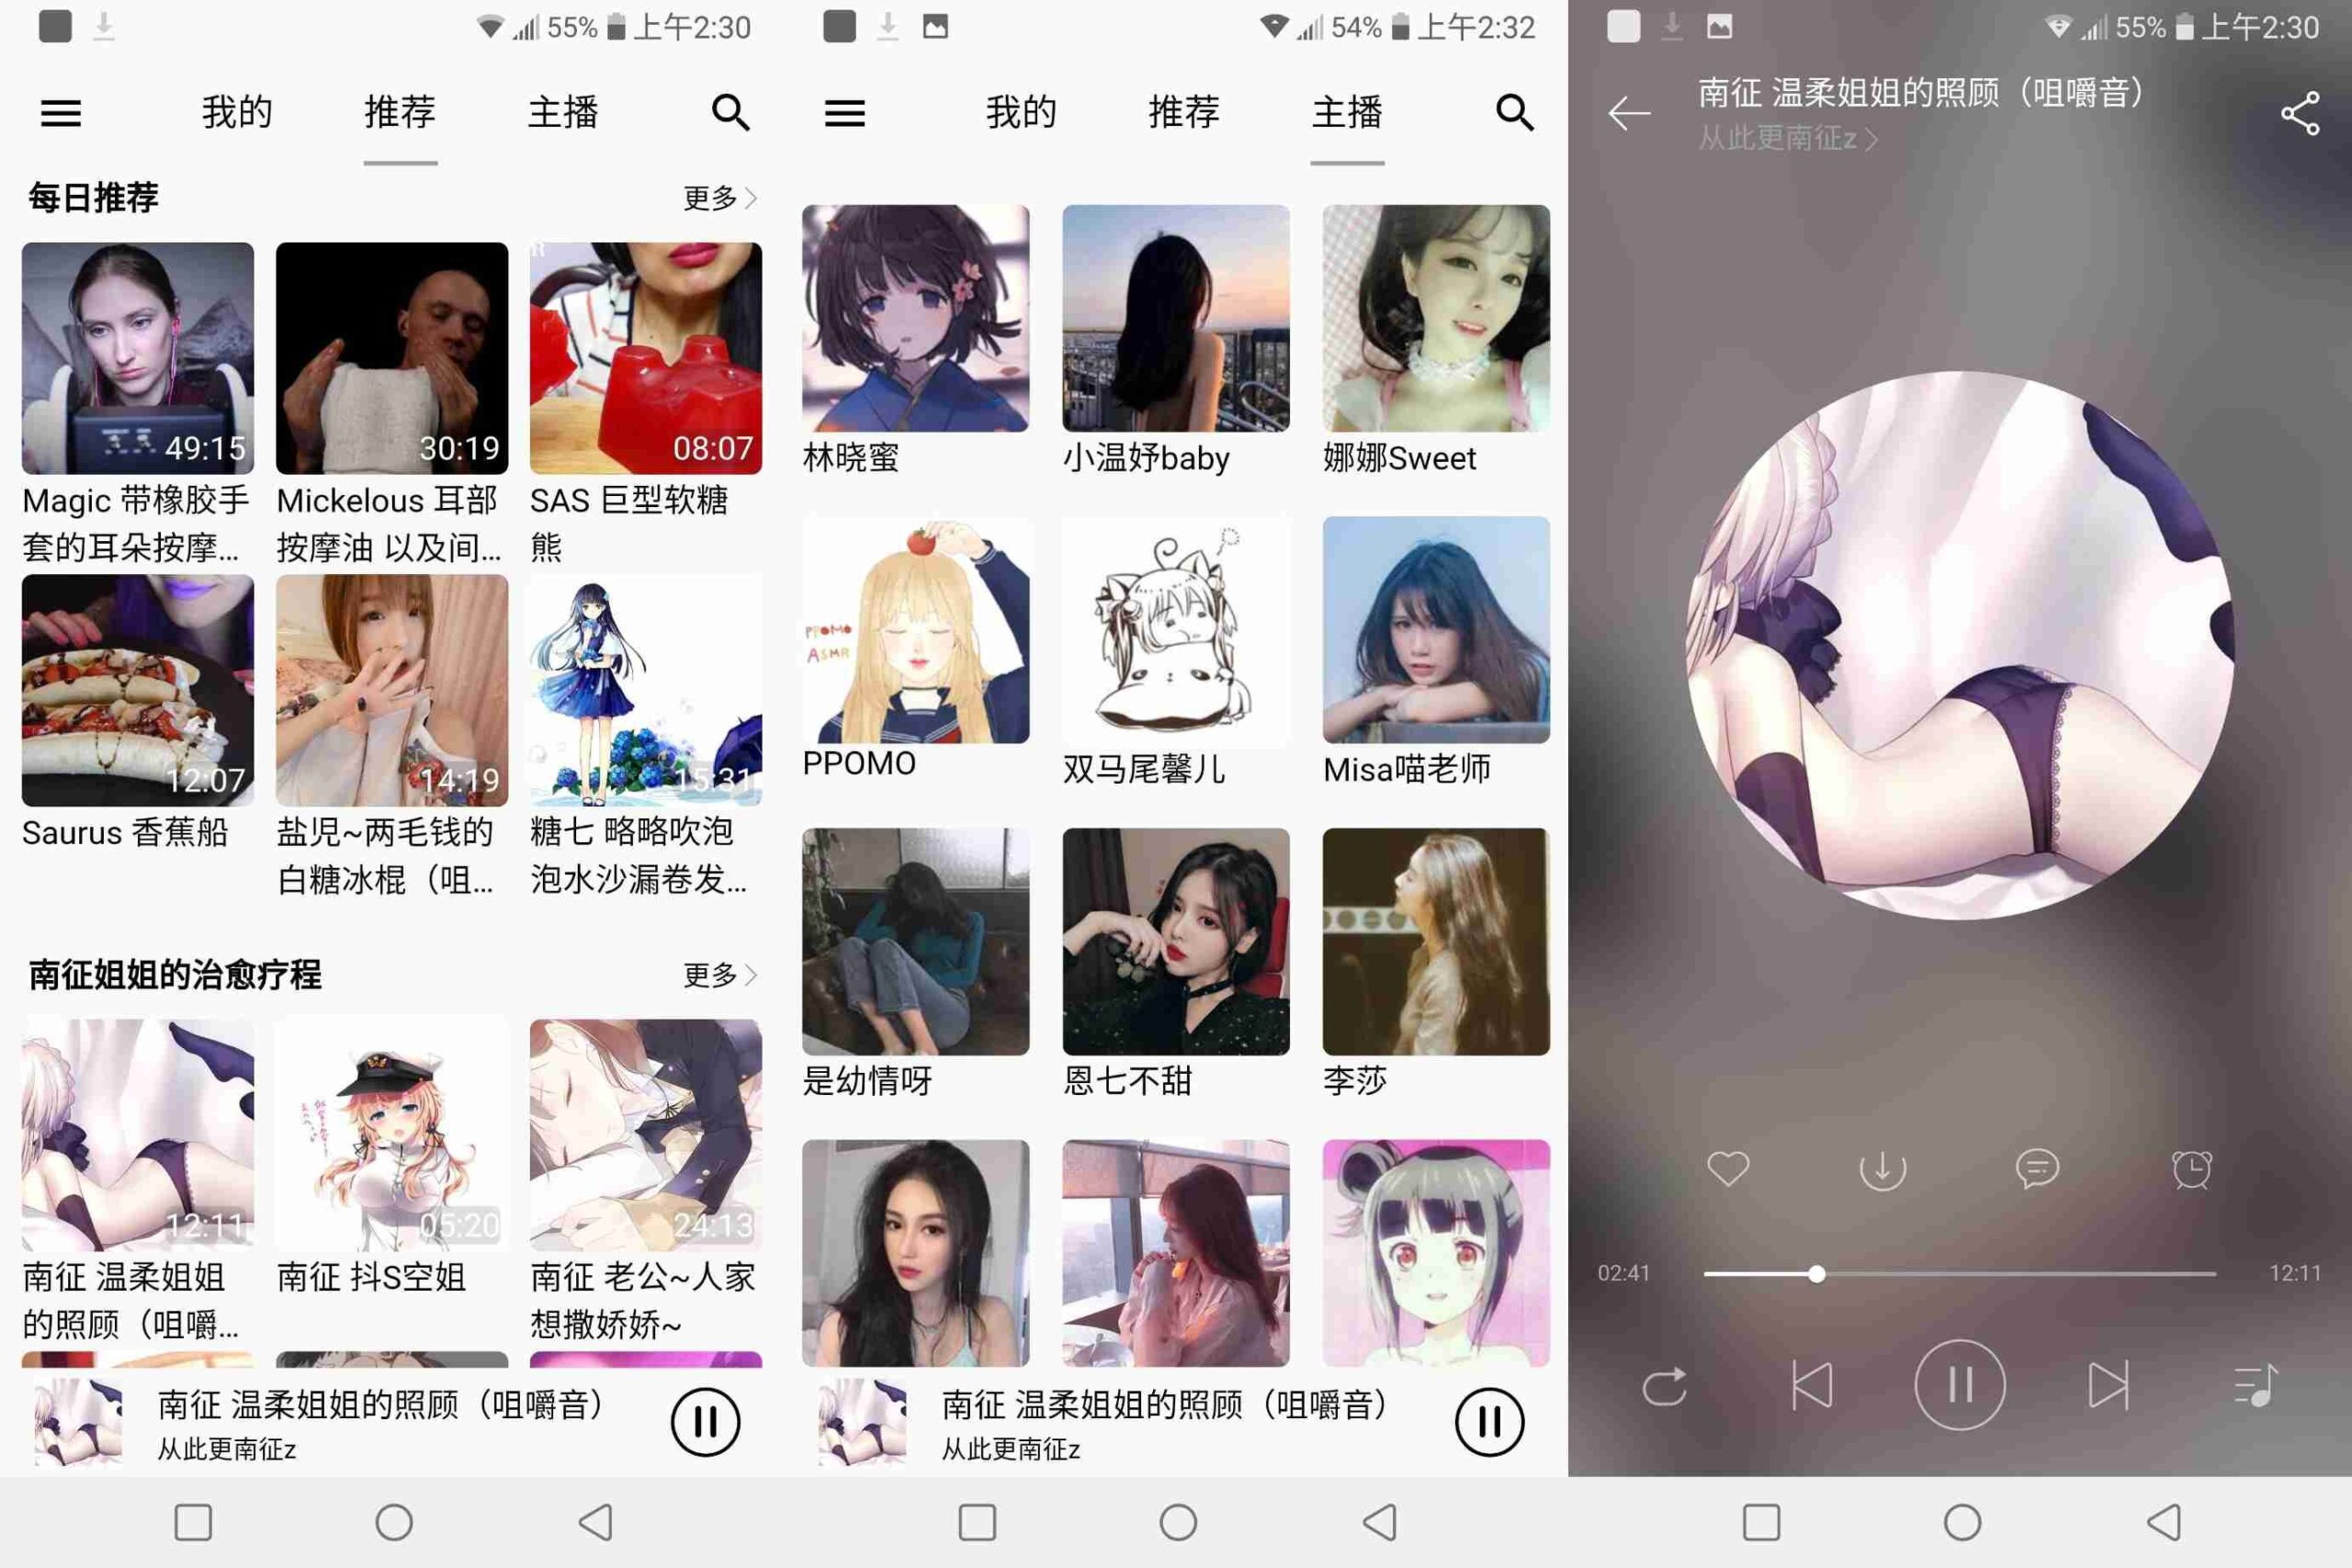 55% 上午2:30
我的 推荐 主播
每日推荐 更多
49:15 30:19 08:07
Magic 带橡胶手 Mickelous 耳部 SAS 巨型软糖
套的耳朵按摩... 按摩油 以及间... 熊
12:07 14:19 15:31
Saurus 香蕉船 盐児~两毛钱的 糖七 略略吹泡
白糖冰棍（咀... 泡水沙漏卷发...
南征姐姐的治愈疗程 更多
12:11 05:20 24:13
南征 温柔姐姐 南征 抖S空姐 南征 老公~人家
的照顾（咀嚼... 想撒娇娇~
南征 温柔姐姐的照顾（咀嚼音）
从此更南征z
54% 上午2:32
我的 推荐 主播
林晓蜜 小温妤baby 娜娜Sweet
PPOMO
ASMR
PPOMO 双马尾馨儿 Misa喵老师
是幼情呀 恩七不甜 李莎
南征 温柔姐姐的照顾（咀嚼音）
从此更南征z
55% 上午2:30
南征 温柔姐姐的照顾（咀嚼音）
从此更南征z
02:41 12:11